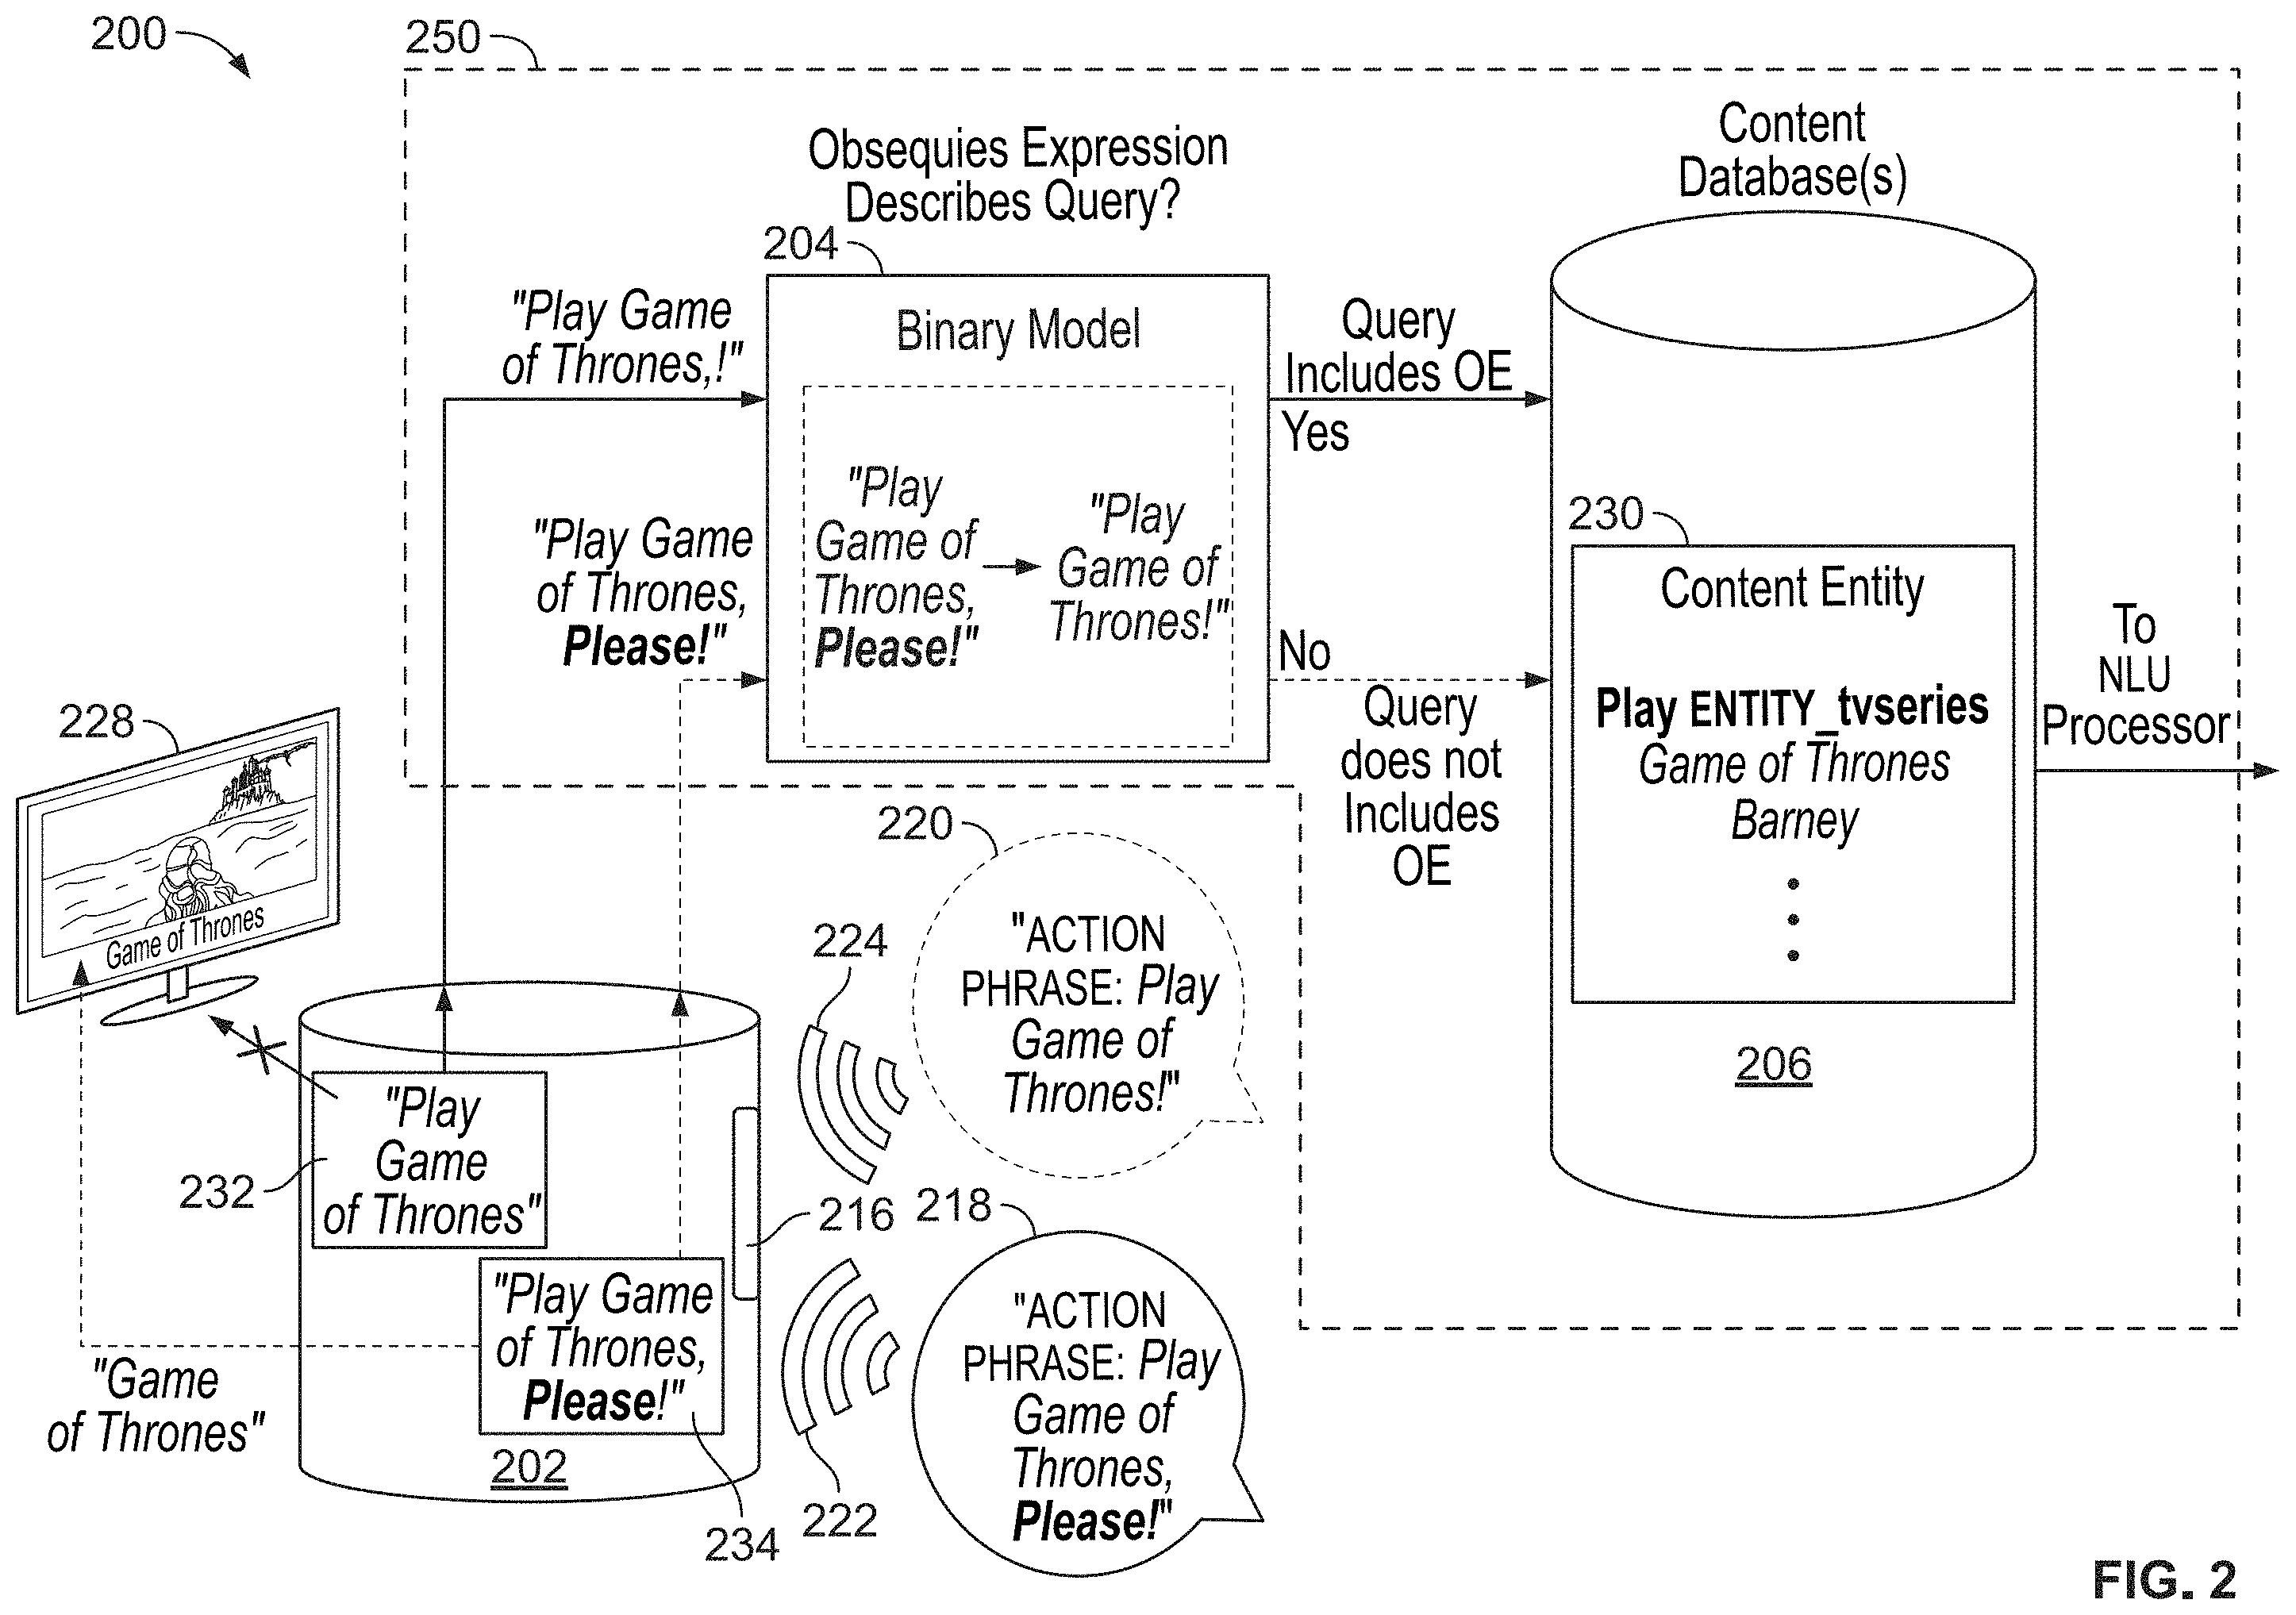 200
250
Obsequies Expression
Describes Query?
Content
Database(s)
204
"Play Game
of Thrones,!"
Binary Model
Query
Includes OE
Yes
"Play
Game of
Thrones,
Please!"
"Play
Game of
Thrones!"
"Play Game
of Thrones,
Please!"
No
Query
does not
Includes
OE
230
Content Entity
Play ENTITY_tvseries
Game of Thrones
Barney
206
To
NLU
Processor
228
Game of Thrones
220
"ACTION
PHRASE: Play
Game of
Thrones!"
224
"Play
Game
of Thrones"
232
216
218
"ACTION
PHRASE: Play
Game of
Thrones,
Please!"
"Play Game
of Thrones,
Please!"
"Game
of Thrones"
202
222
234
FIG. 2